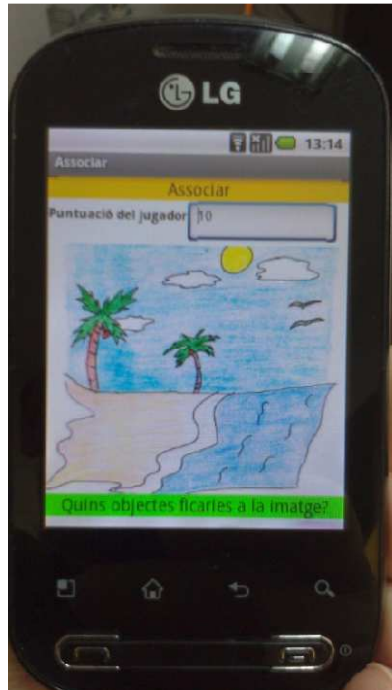 LG
13:14
Associar
Associar
Puntuació del jugador 10
Quins objectes ficaries a la imatge?